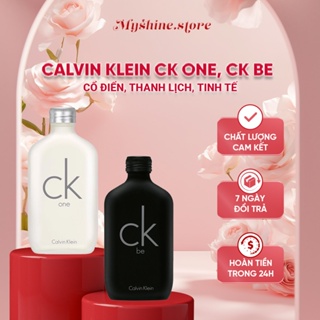 Myshine.store
CALVIN KLEIN CK ONE, CK BE
CỔ ĐIỂN, THANH LỊCH, TINH TẾ
CHẤT LƯỢNG
CAM KẾT
7 NGÀY
ĐỔI TRẢ
$
HOÀN TIỀN
TRONG 24H
ck
one
Calvin Klein
ck
be
Calvin Klein